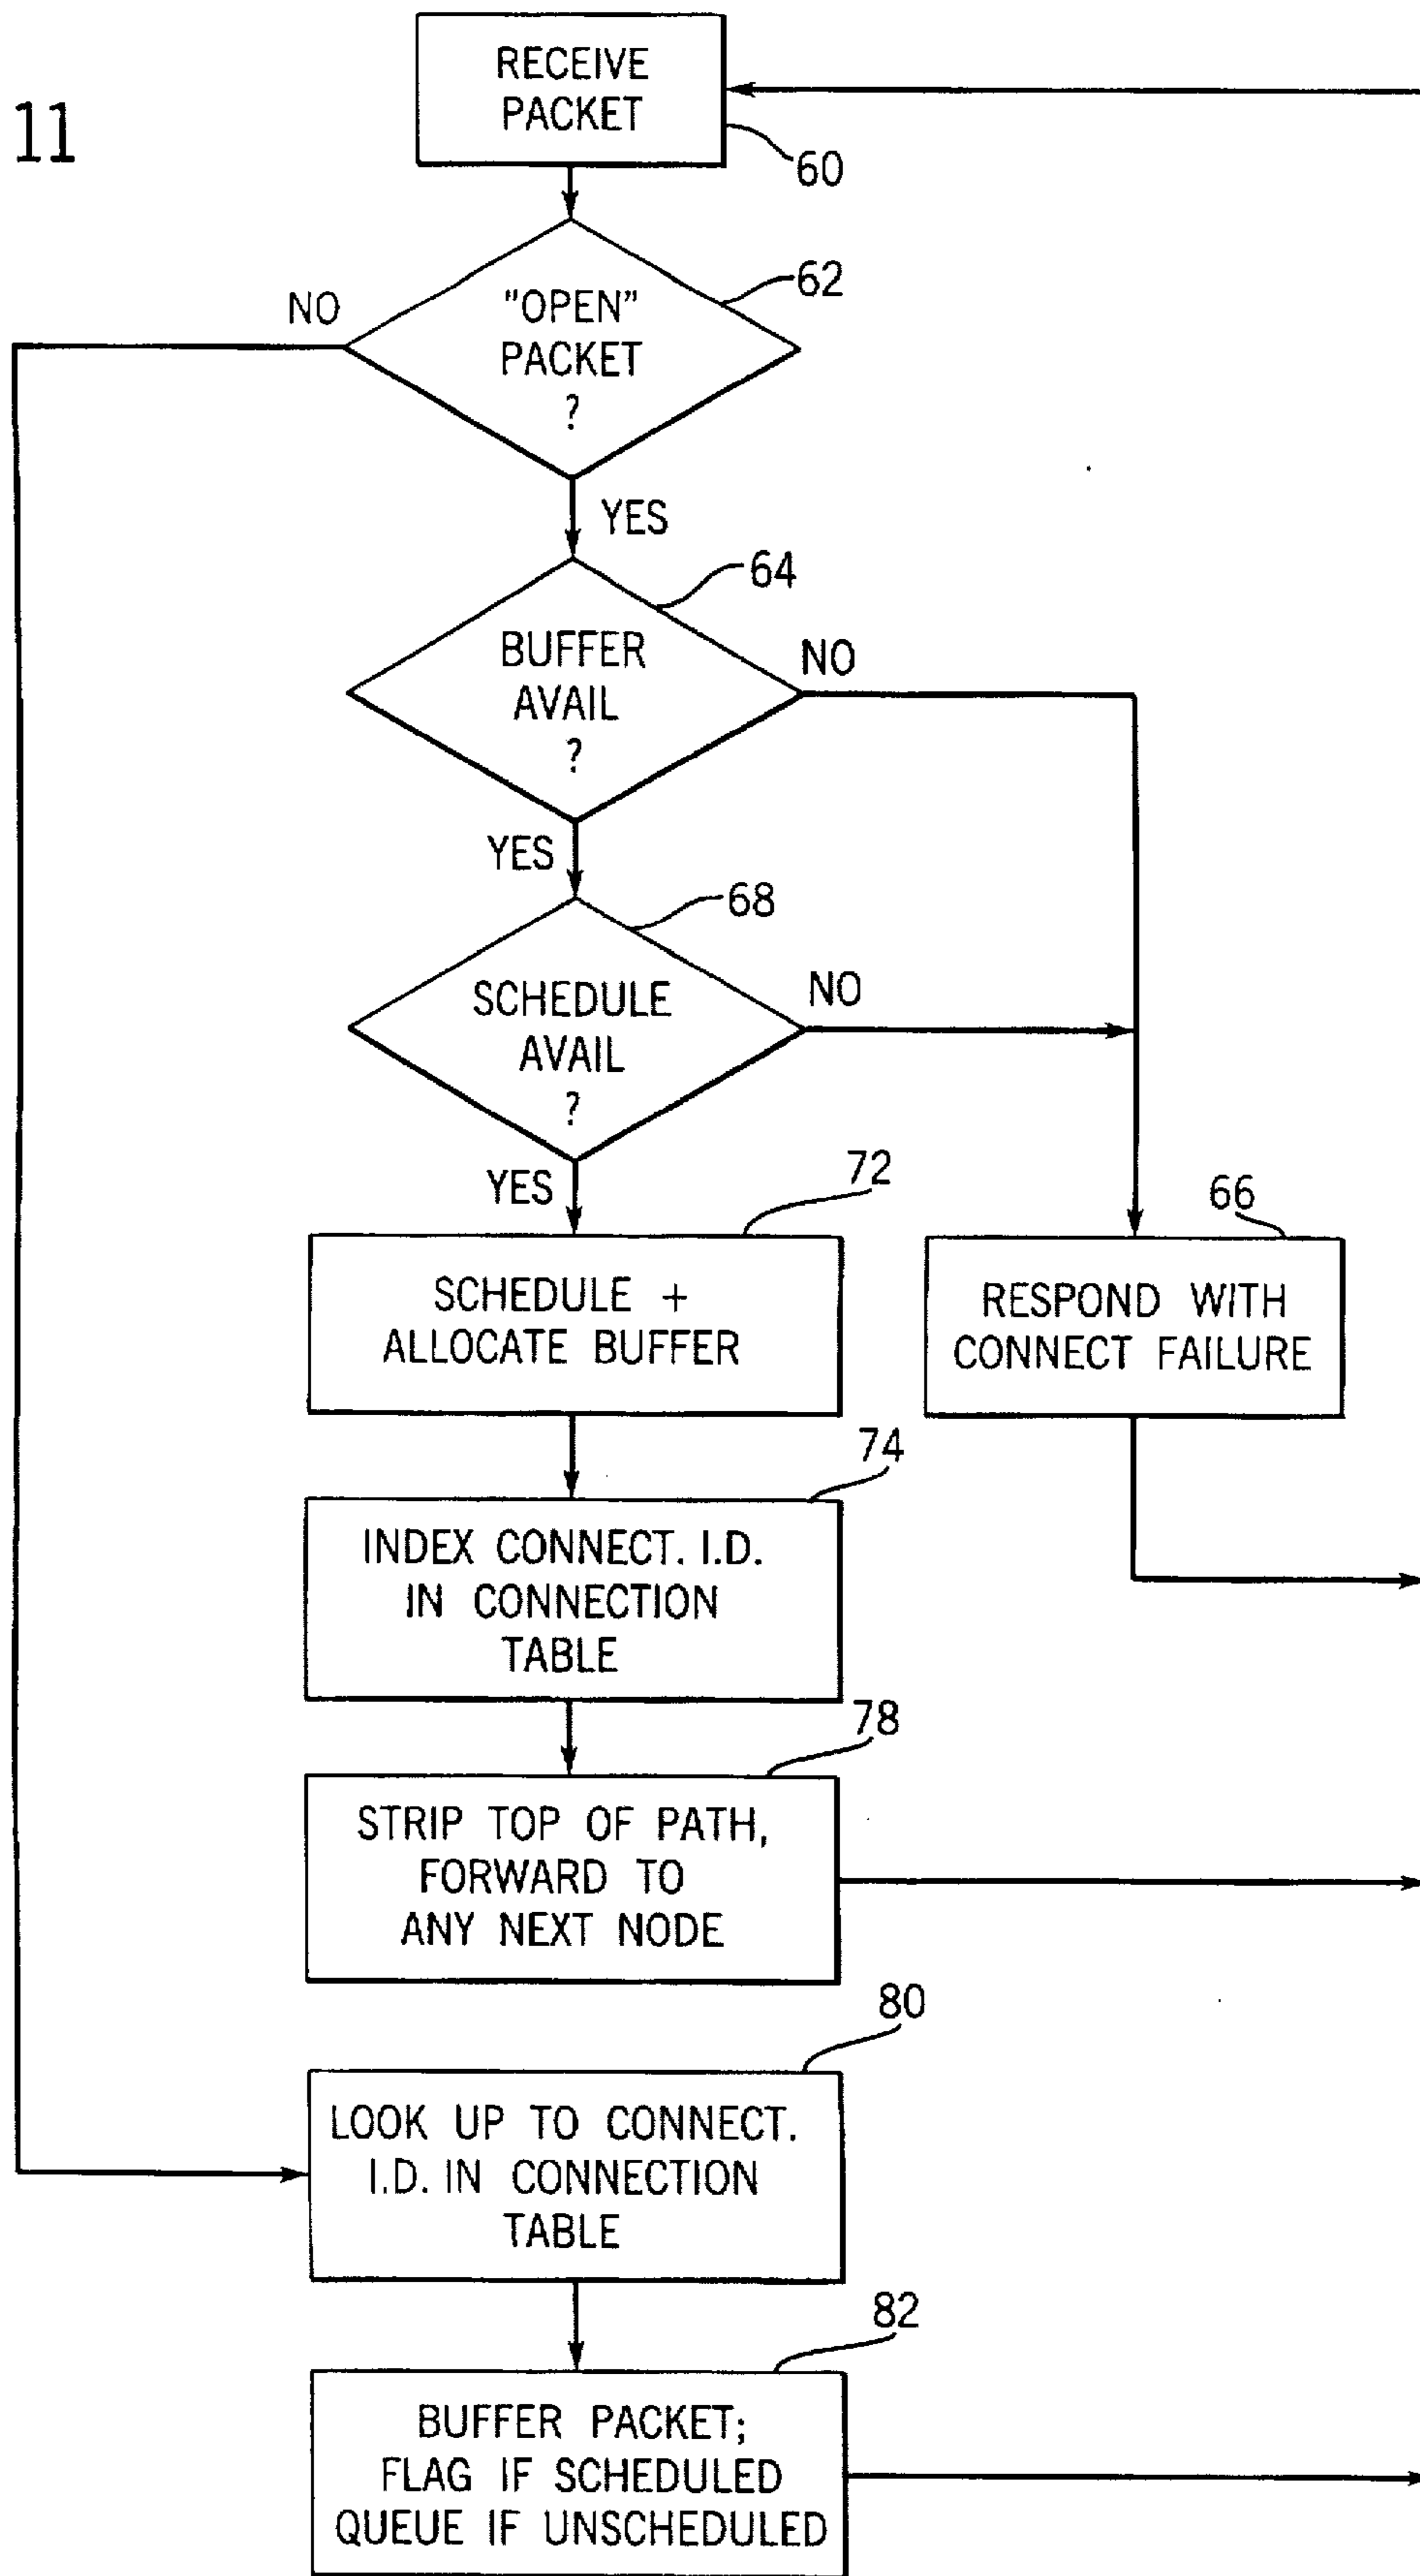 RECEIVE
PACKET
11
60
62
NO
"OPEN"
PACKET
?
YES
64
BUFFER
AVAIL
?
NO
YES
68
SCHEDULE
AVAIL
?
NO
YES
72
66
SCHEDULE +
ALLOCATE BUFFER
RESPOND WITH
CONNECT FAILURE
74
INDEX CONNECT. I.D.
IN CONNECTION
TABLE
78
STRIP TOP OF PATH,
FORWARD TO
ANY NEXT NODE
80
LOOK UP TO CONNECT.
I.D. IN CONNECTION
TABLE
82
BUFFER PACKET;
FLAG IF SCHEDULED
QUEUE IF UNSCHEDULED